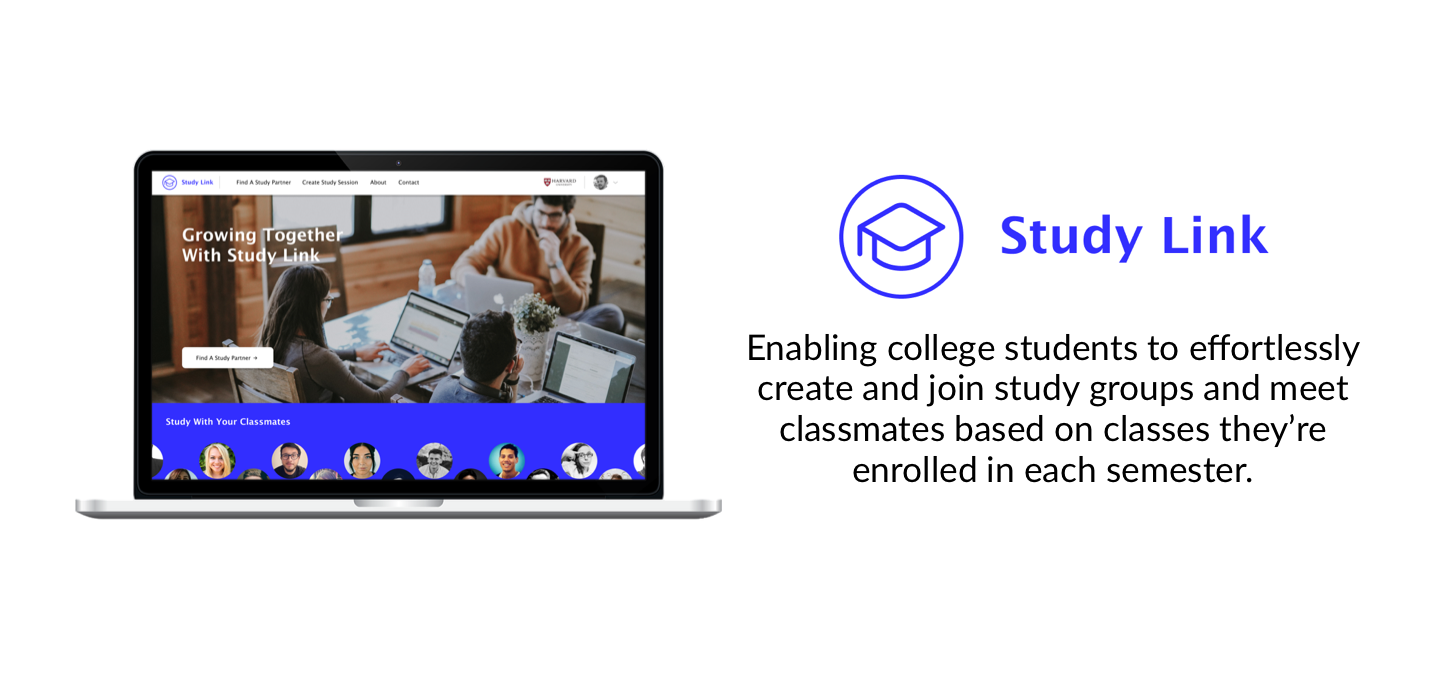 Study Link
Find A Study Partner
Create Study Session
About
Contact
HARVARD
UNIVERSITY
Growing Together
With Study Link
Find A Study Partner →
Study With Your Classmates
Study Link
Enabling college students to effortlessly
create and join study groups and meet
classmates based on classes they’re
enrolled in each semester.